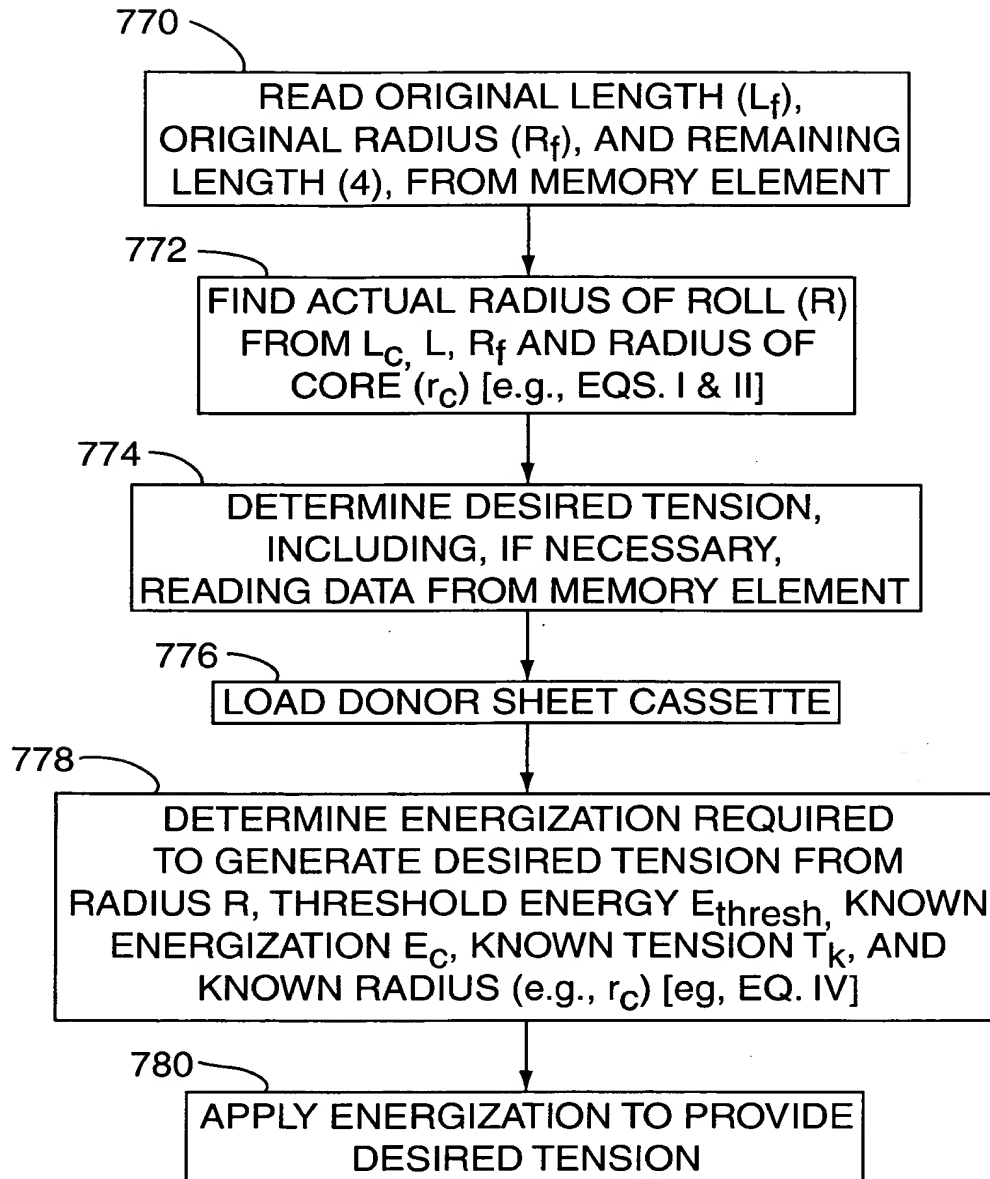 770
READ ORIGINAL LENGTH (Lf),
ORIGINAL RADIUS (Rf), AND REMAINING
LENGTH (4), FROM MEMORY ELEMENT
772
FIND ACTUAL RADIUS OF ROLL (R)
FROM Lc, L, Rf AND RADIUS OF
CORE (rc) [e.g., EQS. I & II]
774
DETERMINE DESIRED TENSION,
INCLUDING, IF NECESSARY,
READING DATA FROM MEMORY ELEMENT
776
LOAD DONOR SHEET CASSETTE
778
DETERMINE ENERGIZATION REQUIRED
TO GENERATE DESIRED TENSION FROM
RADIUS R, THRESHOLD ENERGY Ethresh, KNOWN
ENERGIZATION Ec, KNOWN TENSION Tk, AND
KNOWN RADIUS (e.g., rc) [eg, EQ. IV]
780
APPLY ENERGIZATION TO PROVIDE
DESIRED TENSION